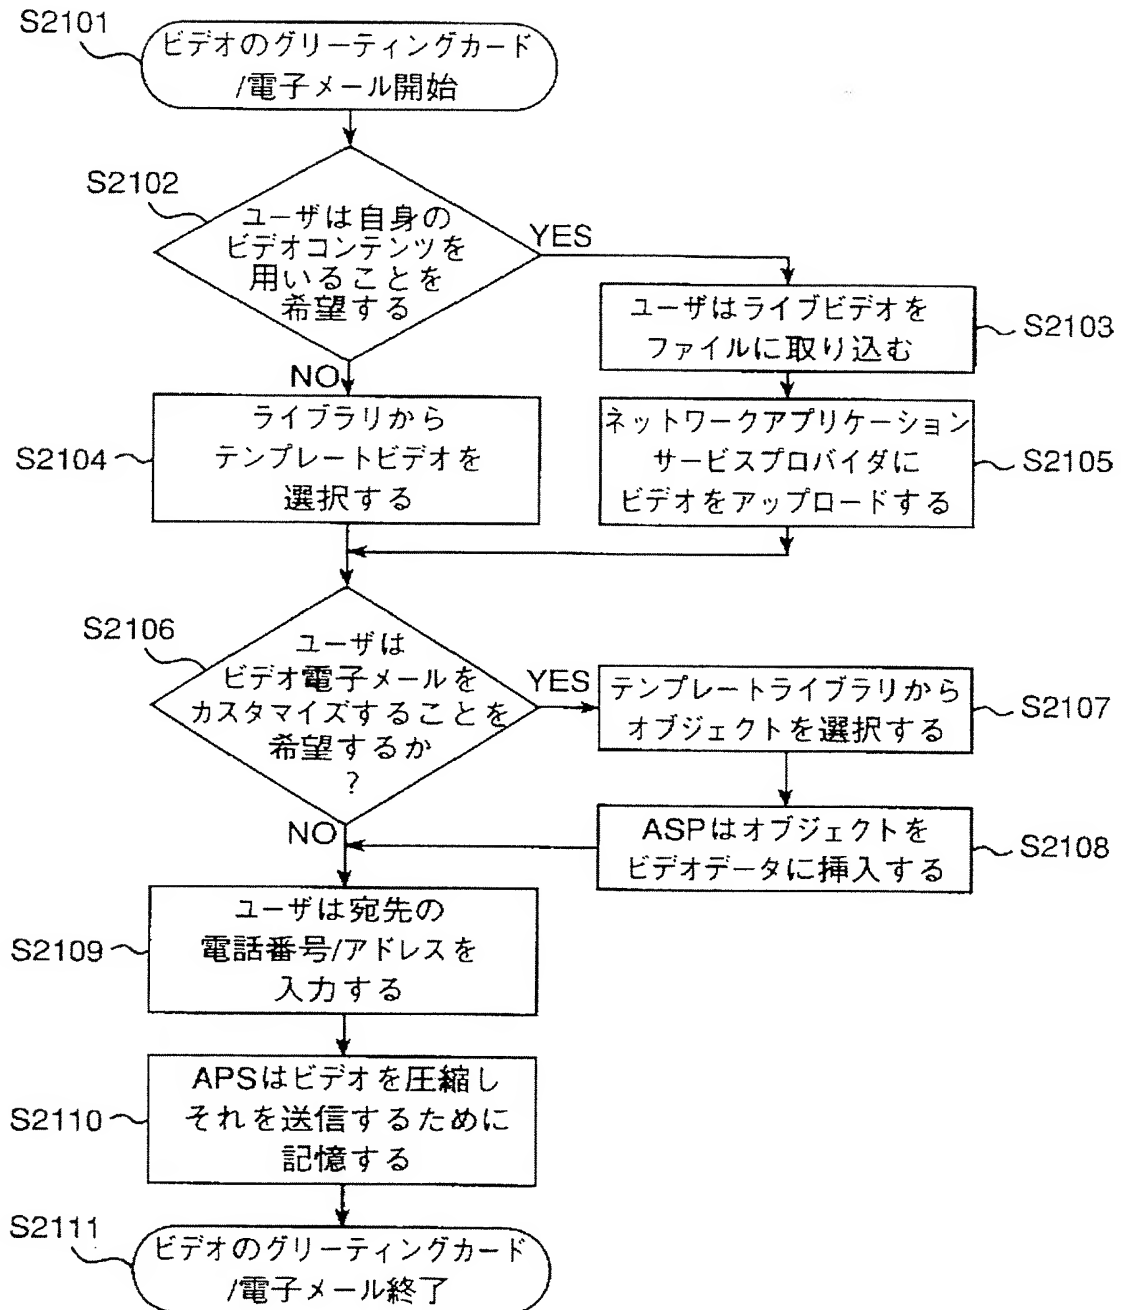 S2101
ビデオのグリーティングカード
/電子メール開始
S2102
ユーザは自身の
ビデオコンテンツを
用いることを
希望する
YES
NO
ユーザはライブビデオを
ファイルに取り込む
S2103
S2104
ライブラリから
テンプレートビデオを
選択する
ネットワークアプリケーション
サービスプロバイダに
ビデオをアップロードする
S2105
S2106
ユーザは
ビデオ電子メールを
カスタマイズすることを
希望するか
?
YES
NO
テンプレートライブラリから
オブジェクトを選択する
S2107
ASPはオブジェクトを
ビデオデータに挿入する
S2108
S2109
ユーザは宛先の
電話番号/アドレスを
入力する
S2110
APSはビデオを圧縮し
それを送信するために
記憶する
S2111
ビデオのグリーティングカード
/電子メール終了